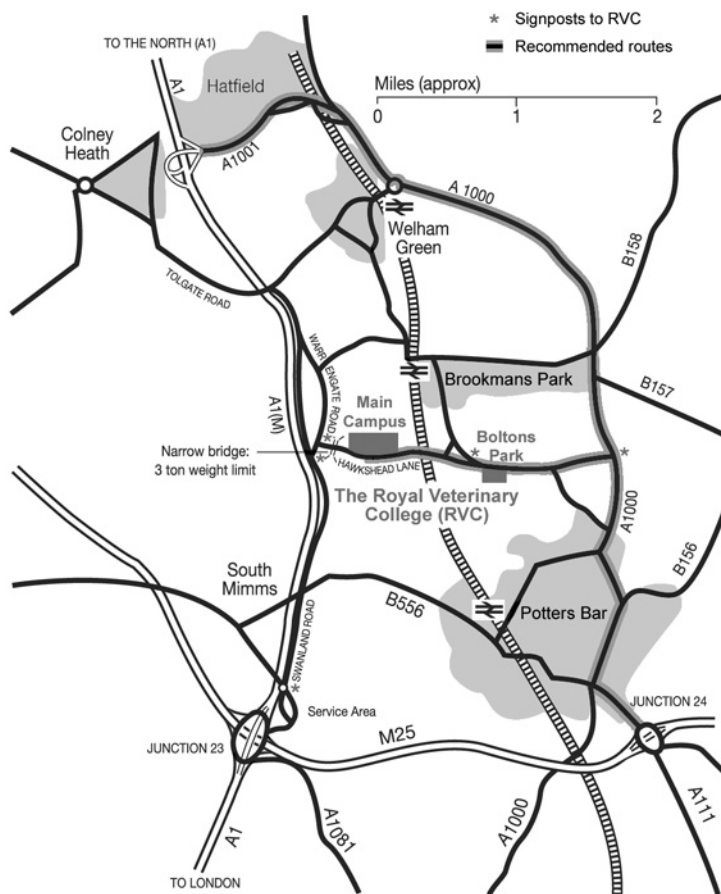 * Signposts to RVC
Recommended routes
TO THE NORTH (A1)
Miles (approx)
0 1 2
A1
Hatfield
Colney
Heath
A1001
A 1000
Welham
Green
B158
TOLGATE ROAD
WARRENGATE ROAD
Brookmans Park
B157
A1(M)
Main
Campus
Boltons
Park
Narrow bridge:
3 ton weight limit
HAWKSHEAD LANE
The Royal Veterinary
College (RVC)
A1000
South
Mimms
B556
B156
Potters Bar
SWANLAND ROAD
Service Area
JUNCTION 24
JUNCTION 23
M25
A1
A1081
A1000
A111
TO LONDON